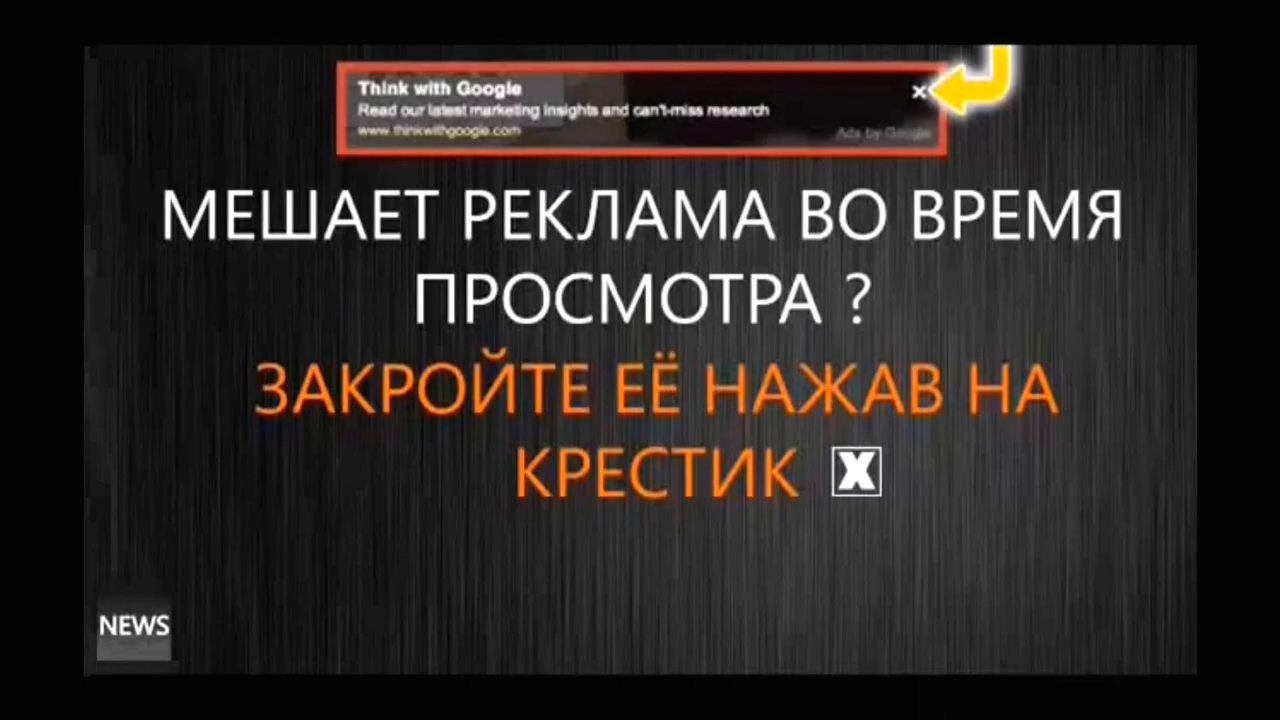 Think with Google
Read our latest marketing insights and can't-miss research
www.thinkwithgoogle.com
Ads by Google
МЕШАЕТ РЕКЛАМА ВО ВРЕМЯ
ПРОСМОТРА ?
ЗАКРОЙТЕ ЕЁ НАЖАВ НА
КРЕСТИК X
NEWS